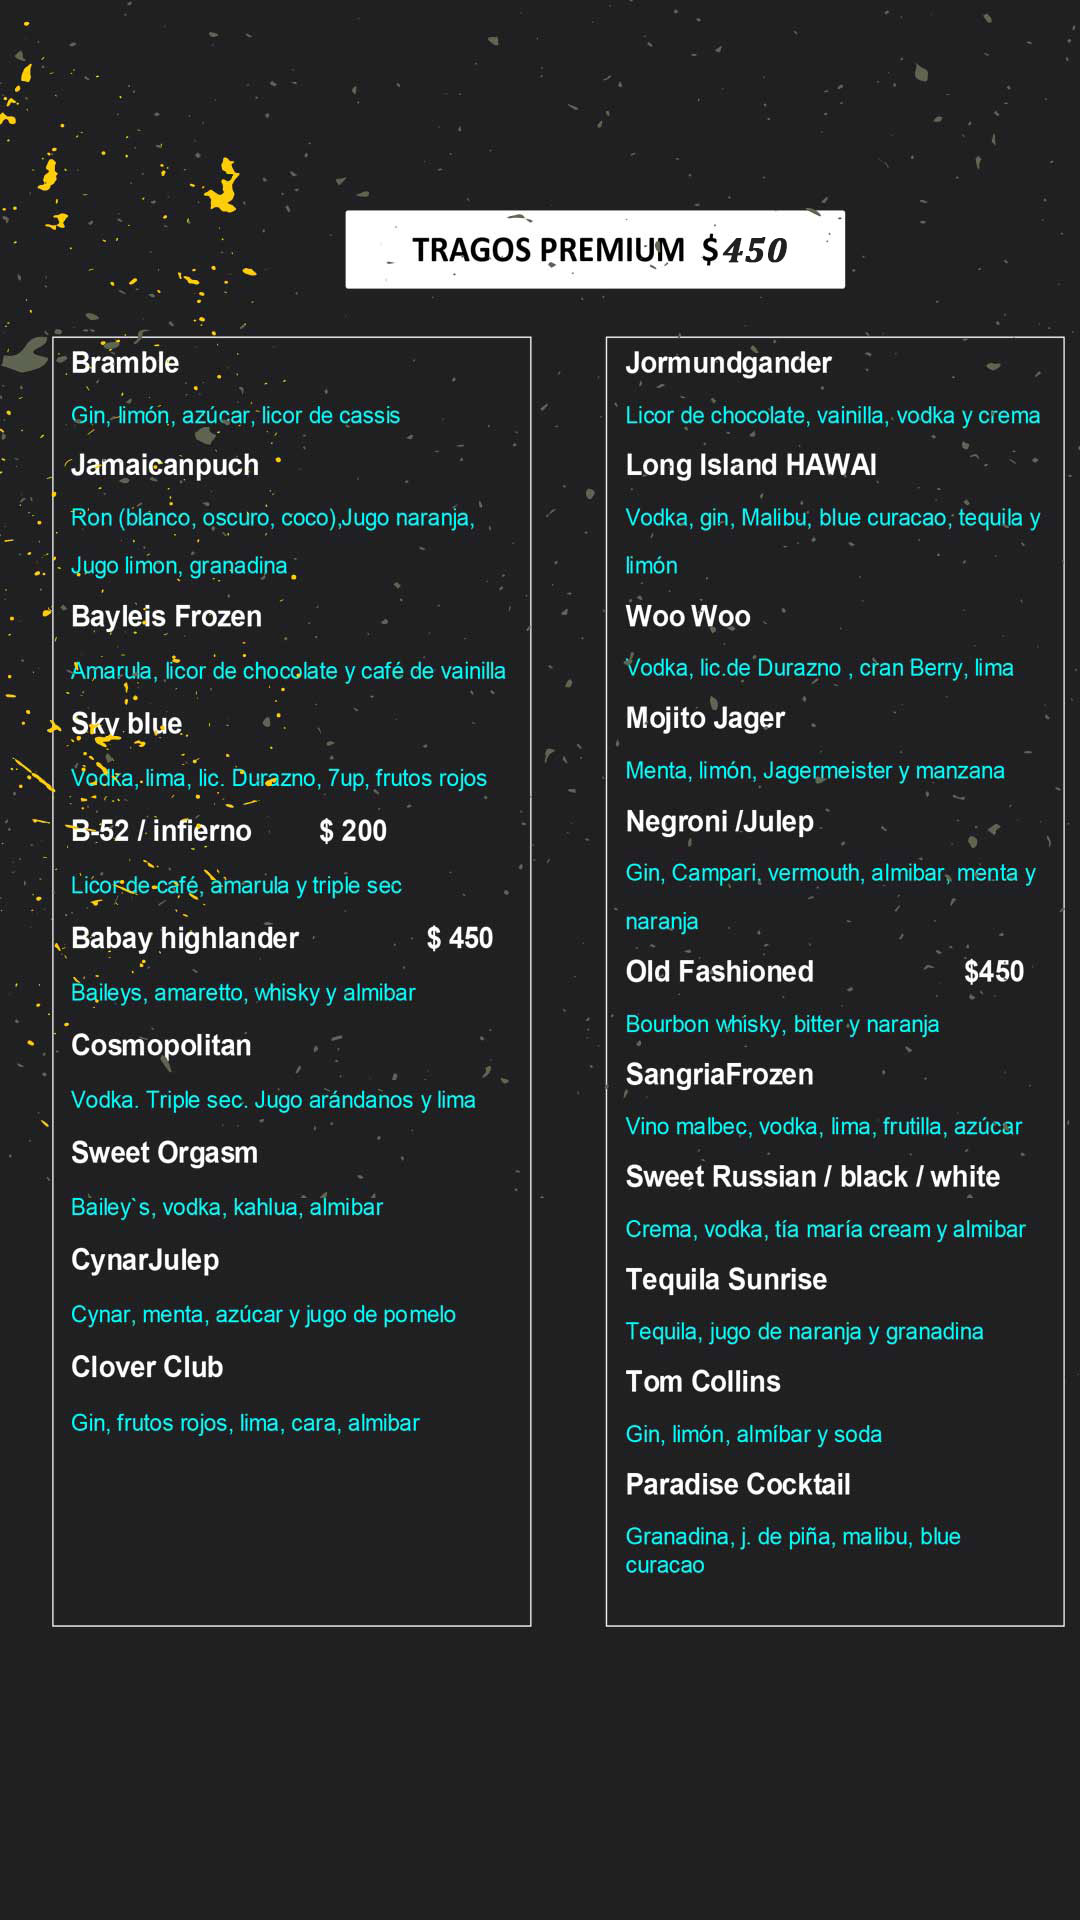 TRAGOS PREMIUM $450
Bramble
Gin, limón, azúcar, licor de cassis
Jamaicanpuch
Ron (blanco, oscuro, coco),Jugo naranja,
Jugo limon, granadina
Bayleis Frozen
Amarula, licor de chocolate y café de vainilla
Sky blue
Vodka, lima, lic. Durazno, 7up, frutos rojos
B-52 / infierno $ 200
Licor de café, amarula y triple sec
Babay highlander $ 450
Baileys, amaretto, whisky y almibar
Cosmopolitan
Vodka. Triple sec. Jugo arándanos y lima
Sweet Orgasm
Bailey`s, vodka, kahlua, almibar
CynarJulep
Cynar, menta, azúcar y jugo de pomelo
Clover Club
Gin, frutos rojos, lima, cara, almibar
Jormundgander
Licor de chocolate, vainilla, vodka y crema
Long Island HAWAI
Vodka, gin, Malibu, blue curacao, tequila y
limón
Woo Woo
Vodka, lic.de Durazno , cran Berry, lima
Mojito Jager
Menta, limón, Jagermeister y manzana
Negroni /Julep
Gin, Campari, vermouth, almibar, menta y
naranja
Old Fashioned $450
Bourbon whisky, bitter y naranja
SangriaFrozen
Vino malbec, vodka, lima, frutilla, azúcar
Sweet Russian / black / white
Crema, vodka, tía maría cream y almibar
Tequila Sunrise
Tequila, jugo de naranja y granadina
Tom Collins
Gin, limón, almíbar y soda
Paradise Cocktail
Granadina, j. de piña, malibu, blue
curacao